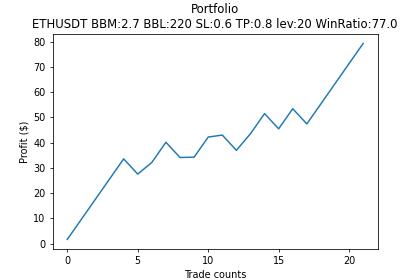 Portfolio
ETHUSDT BBM:2.7 BBL:220 SL:0.6 TP:0.8 lev:20 WinRatio:77.0
80
70
60
50
40
30
20
10
0
Profit ($)
0 5 10 15 20
Trade counts